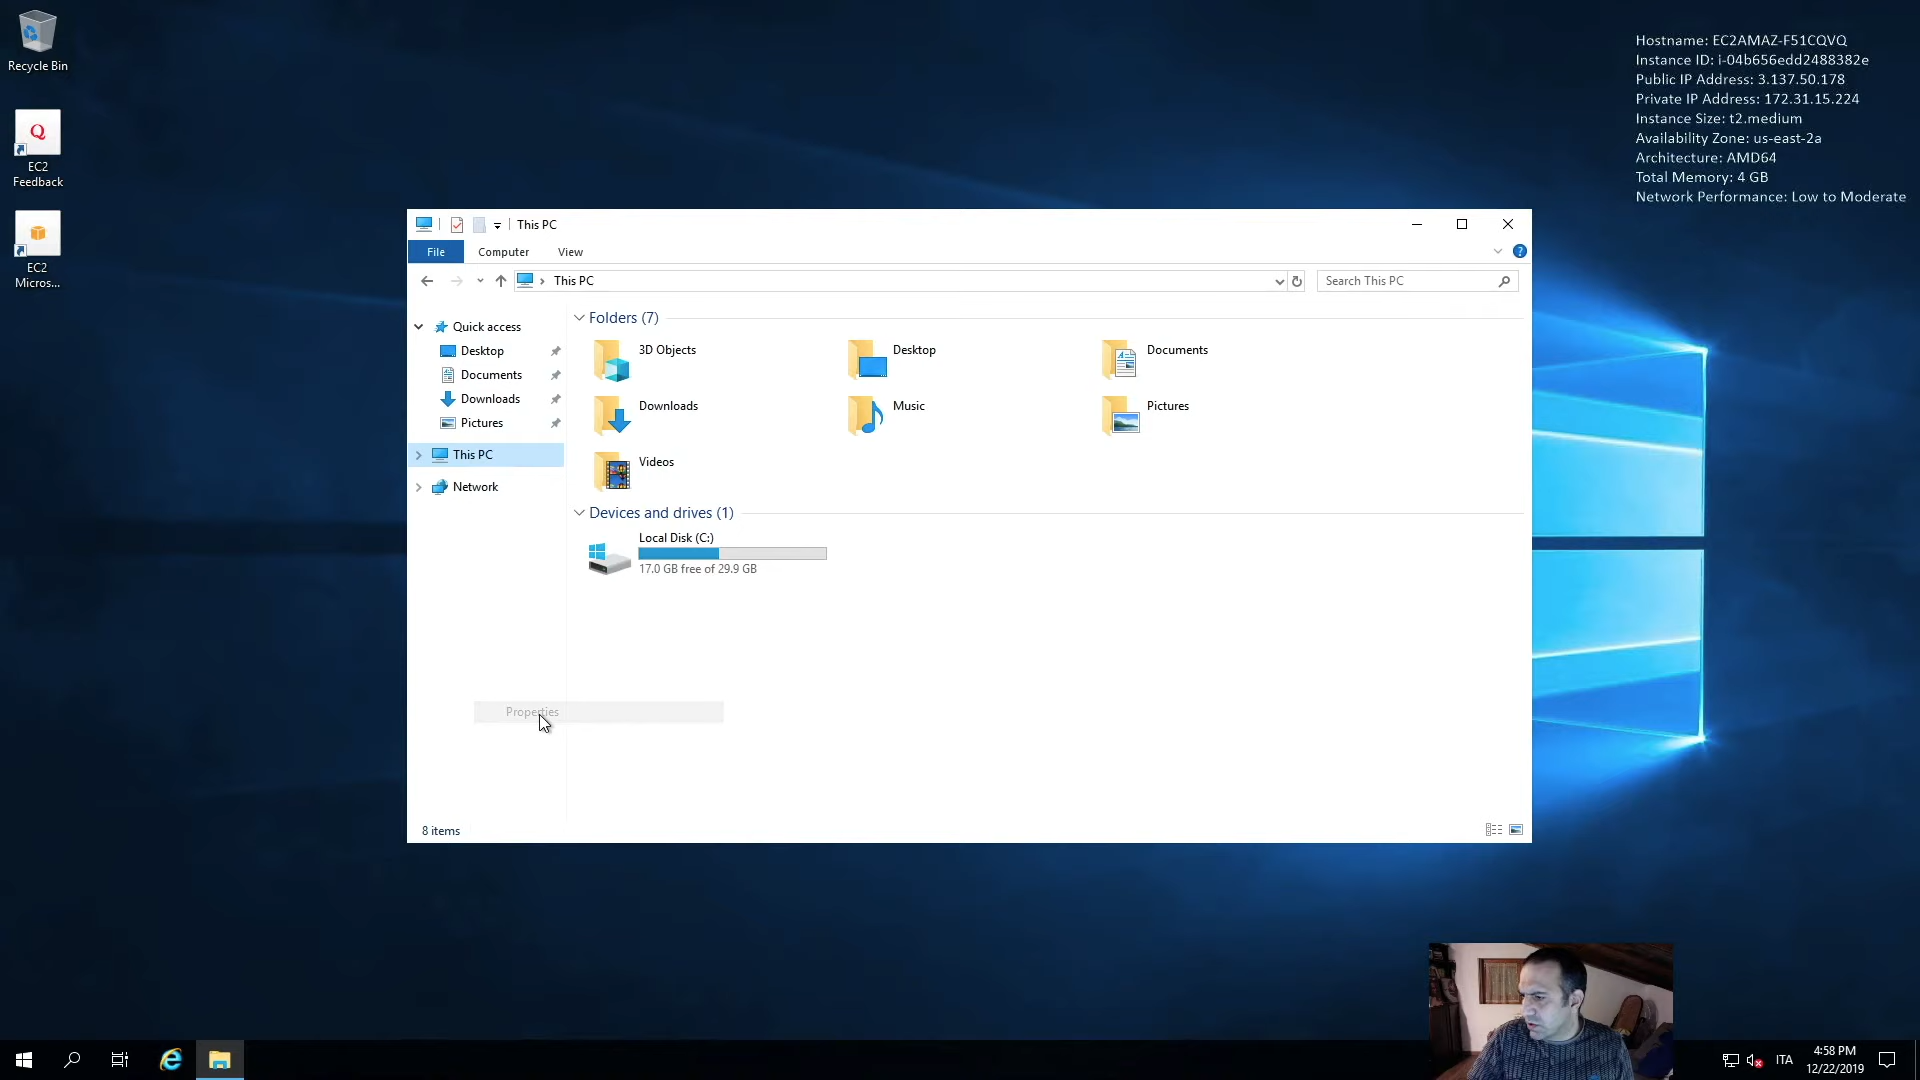 Recycle Bin
EC2
Feedback
EC2
Micros...
Hostname: EC2AMAZ-F51CQVQ
Instance ID: i-04b656edd2488382e
Public IP Address: 3.137.50.178
Private IP Address: 172.31.15.224
Instance Size: t2.medium
Availability Zone: us-east-2a
Architecture: AMD64
Total Memory: 4 GB
Network Performance: Low to Moderate
This PC
File Computer View
This PC
Search This PC
Quick access
Desktop
Documents
Downloads
Pictures
This PC
Network
Folders (7)
3D Objects
Desktop
Documents
Downloads
Music
Pictures
Videos
Devices and drives (1)
Local Disk (C:)
17.0 GB free of 29.9 GB
Properties
8 items
ITA
4:58 PM
12/22/2019